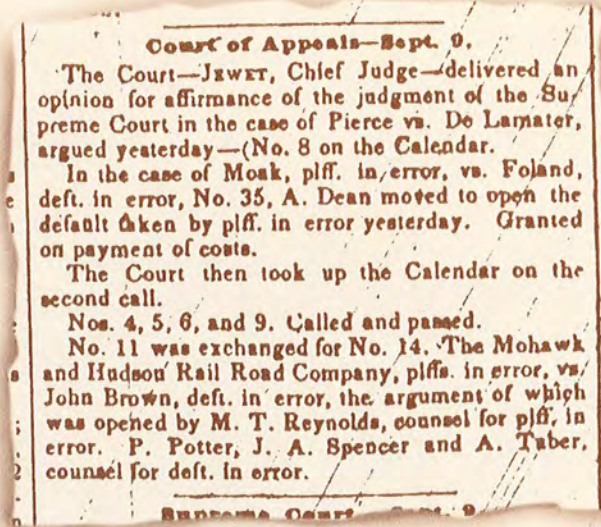 Court of Appeals—Sept. 9.
The Court—JEWET, Chief Judge—delivered an
opinion for affirmance of the judgment of the Su-
preme Court in the case of Pierce vs. De Lamater,
argued yesterday—(No. 8 on the Calendar.
In the case of Moak, plff. in error, vs. Foland,
deft. in error, No. 35, A. Dean moted to open the
default taken by plff. in error yesterday. Granted
on payment of costs.
The Court then took up the Calendar on the
second call.
Nos. 4, 5, 6, and 9. Called and passed.
No. 11 was exchanged for No. 14. The Mohawk
and Hudson Rail Road Company, plffs. in error, vs.
John Brown, deft. in error, the argument of which
was opened by M. T. Reynolds, counsel for plff. in
error. P. Potter, J. A. Spencer and A. Taber,
counsel for deft. in error.
Supreme Court Sept. 9